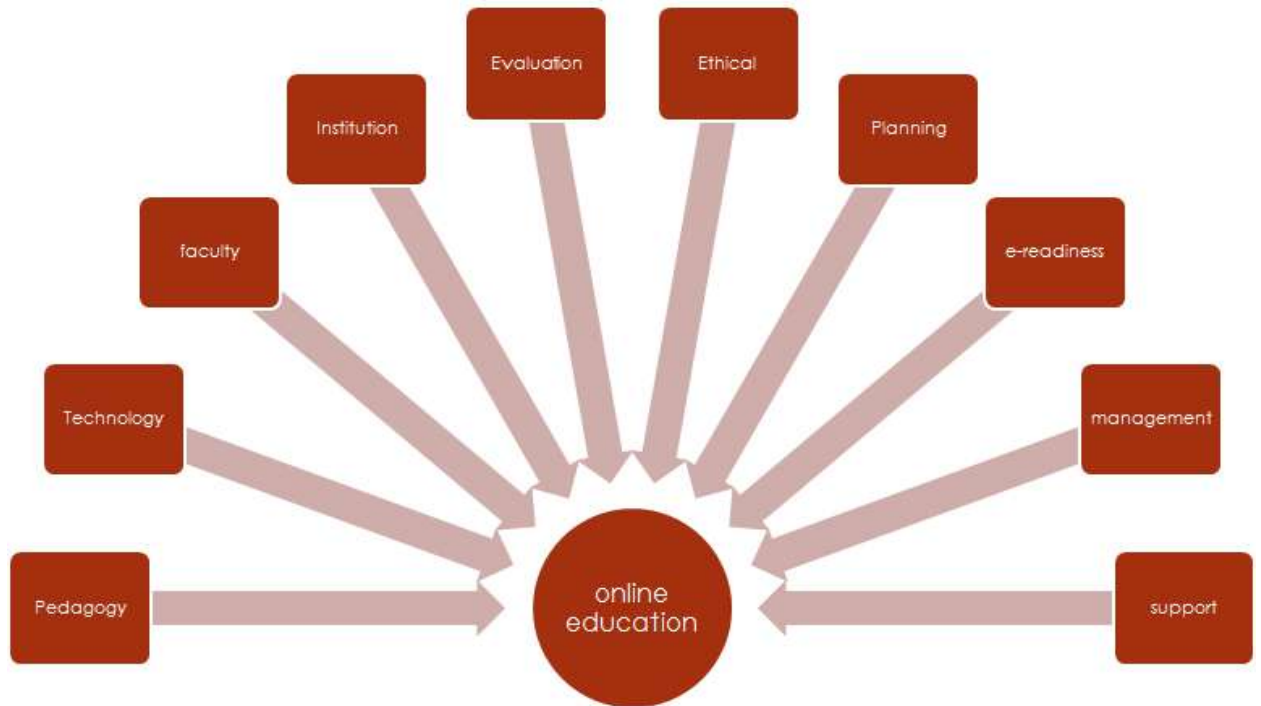 Evaluation
Ethical
Institution
Planning
faculty
e-readiness
Technology
management
Pedagogy
online
education
support